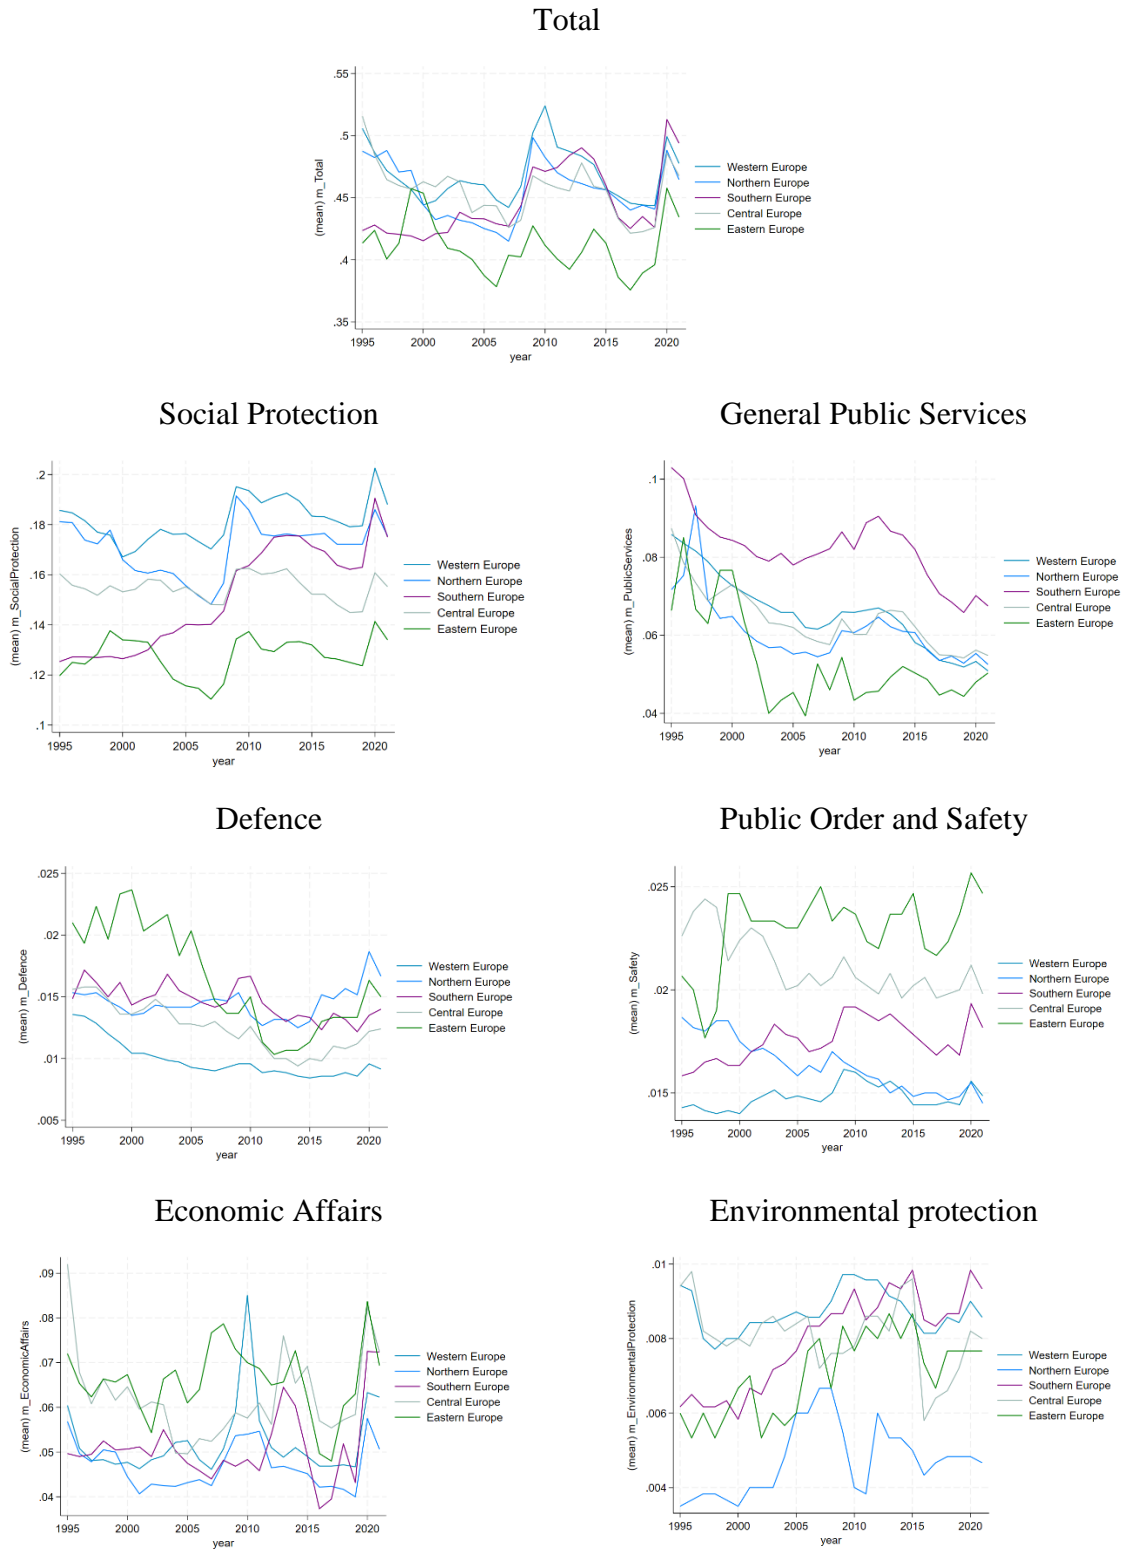 Total
(mean) m_Total
.55
.5
.45
.4
.35
1995 2000 2005 2010 2015 2020
year
Western Europe
Northern Europe
Southern Europe
Central Europe
Eastern Europe
Social Protection
(mean) m_SocialProtection
.2
.18
.16
.14
.12
.1
1995 2000 2005 2010 2015 2020
year
Western Europe
Northern Europe
Southern Europe
Central Europe
Eastern Europe
General Public Services
(mean) m_PublicServices
.1
.08
.06
.04
1995 2000 2005 2010 2015 2020
year
Western Europe
Northern Europe
Southern Europe
Central Europe
Eastern Europe
Defence
(mean) m_Defence
.025
.02
.015
.01
.005
1995 2000 2005 2010 2015 2020
year
Western Europe
Northern Europe
Southern Europe
Central Europe
Eastern Europe
Public Order and Safety
(mean) m_Safety
.025
.02
.015
1995 2000 2005 2010 2015 2020
year
Western Europe
Northern Europe
Southern Europe
Central Europe
Eastern Europe
Economic Affairs
(mean) m_EconomicAffairs
.09
.08
.07
.06
.05
.04
1995 2000 2005 2010 2015 2020
year
Western Europe
Northern Europe
Southern Europe
Central Europe
Eastern Europe
Environmental protection
(mean) m_EnvironmentalProtection
.01
.008
.006
.004
1995 2000 2005 2010 2015 2020
year
Western Europe
Northern Europe
Southern Europe
Central Europe
Eastern Europe